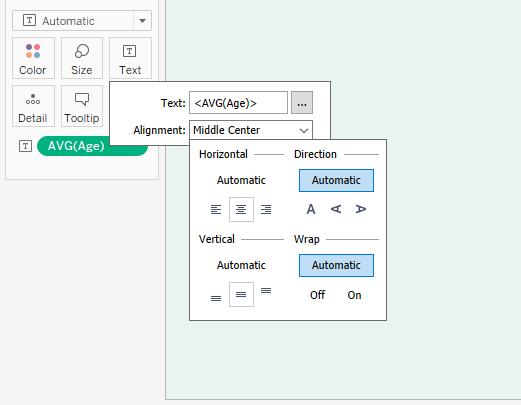 Automatic
Color Size Text
Detail Tooltip
AVG(Age)
Text: <AVG(Age)> ...
Alignment: Middle Center
Horizontal Direction
Automatic Automatic
A A A
Vertical Wrap
Automatic Automatic
Off On